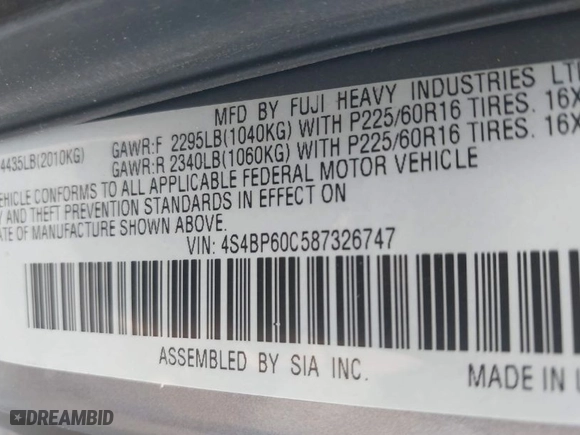 MFD BY FUJI HEAVY INDUSTRIES LTD
4435LB(2010KG) GAWR:F 2295LB(1040KG) WITH P225/60R16 TIRES. 16X
GAWR:R 2340LB(1060KG) WITH P225/60R16 TIRES. 16X
VEHICLE CONFORMS TO ALL APPLICABLE FEDERAL MOTOR VEHICLE
Y AND THEFT PREVENTION STANDARDS IN EFFECT ON
ATE OF MANUFACTURE SHOWN ABOVE.
VIN: 4S4BP60C587326747
ASSEMBLED BY SIA INC.
MADE IN
DREAMBID